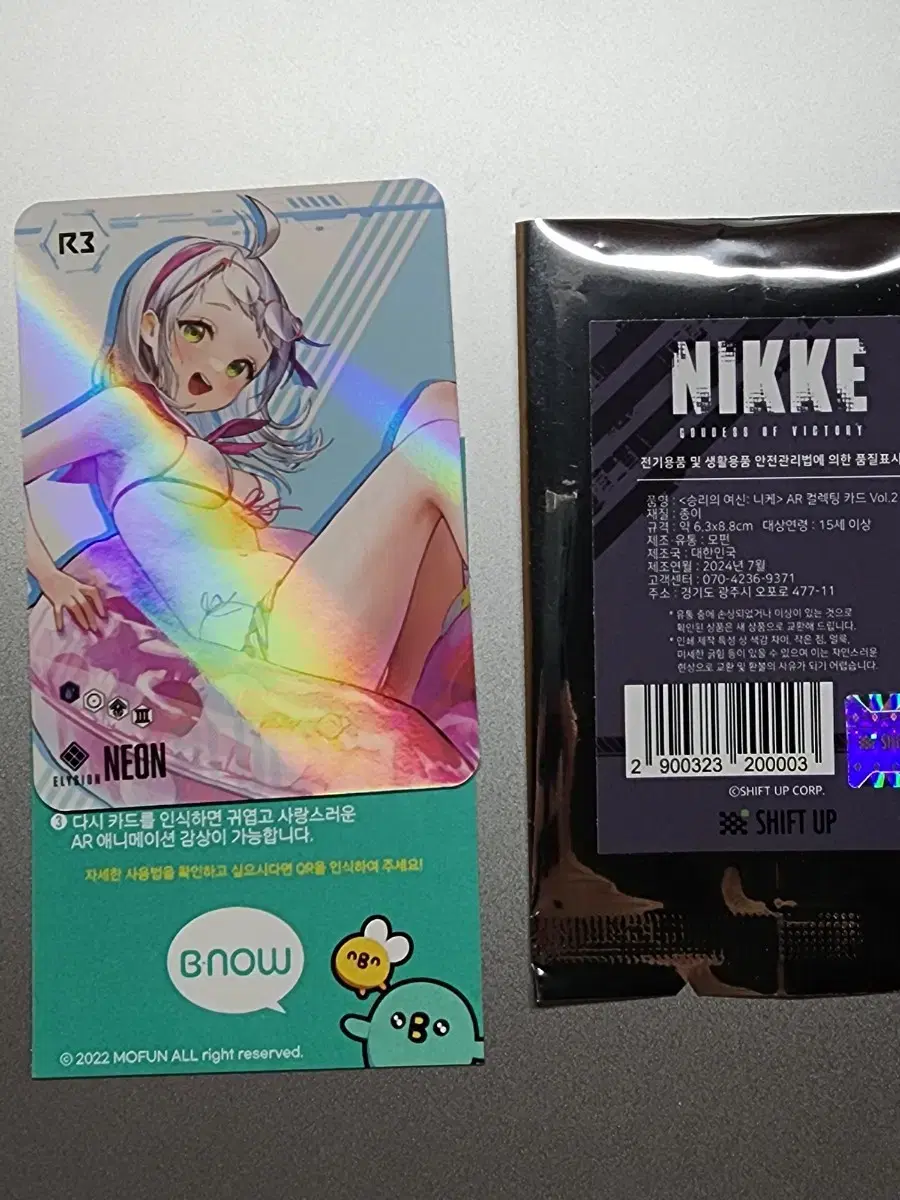 R3
ELYSION NEON
③ 다시 카드를 인식하면 귀엽고 사랑스러운
AR 애니메이션 감상이 가능합니다.
자세한 사용법을 확인하고 싶으시다면 QR을 인식하여 주세요!
B·NOW
B
B
© 2022 MOFUN ALL right reserved.
NIKKE
GODDESS OF VICTORY
전기용품 및 생활용품 안전관리법에 의한 품질표시
품명 : <승리의 여신: 니케> AR 컬렉팅 카드 Vol.2
재질 : 종이
규격 : 약 6.3x8.8cm 대상연령 : 15세 이상
제조·유통 : 모펀
제조국 : 대한민국
제조연월 : 2024년 7월
고객센터 : 070-4236-9371
주소 : 경기도 광주시 오포로 477-11
* 유통 중에 손상되었거나 이상이 있는 것으로
확인된 상품은 새 상품으로 교환해 드립니다.
* 인쇄 제작 특성 상 색감 차이, 작은 점, 얼룩,
미세한 긁힘 등이 있을 수 있으며 이는 자연스러운
현상으로 교환 및 환불의 사유가 되기 어렵습니다.
2 900323 200003
©SHIFT UP CORP.
SHIFT UP